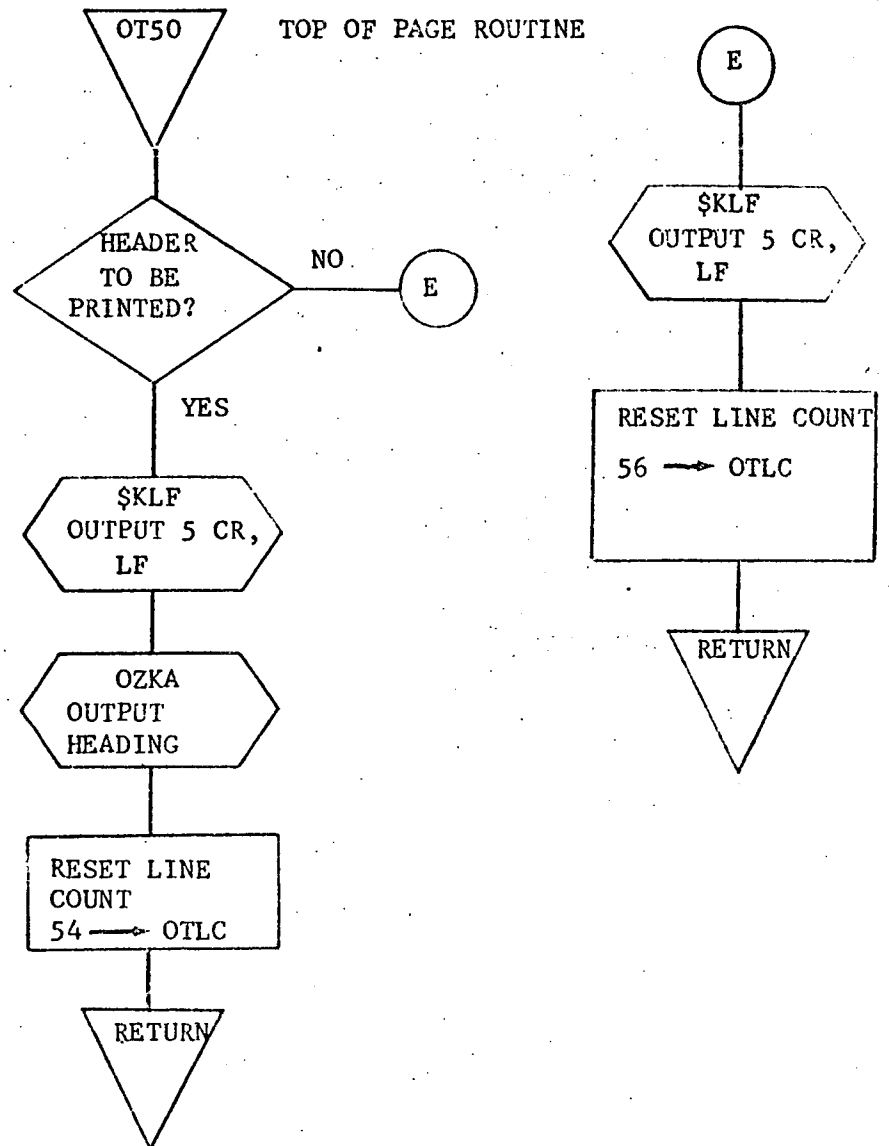 OT50
TOP OF PAGE ROUTINE
HEADER
TO BE
PRINTED?
NO
E
YES
$KLF
OUTPUT 5 CR,
LF
OZKA
OUTPUT
HEADING
RESET LINE
COUNT
54 → OTLC
RETURN
E
$KLF
OUTPUT 5 CR,
LF
RESET LINE COUNT
56 → OTLC
RETURN